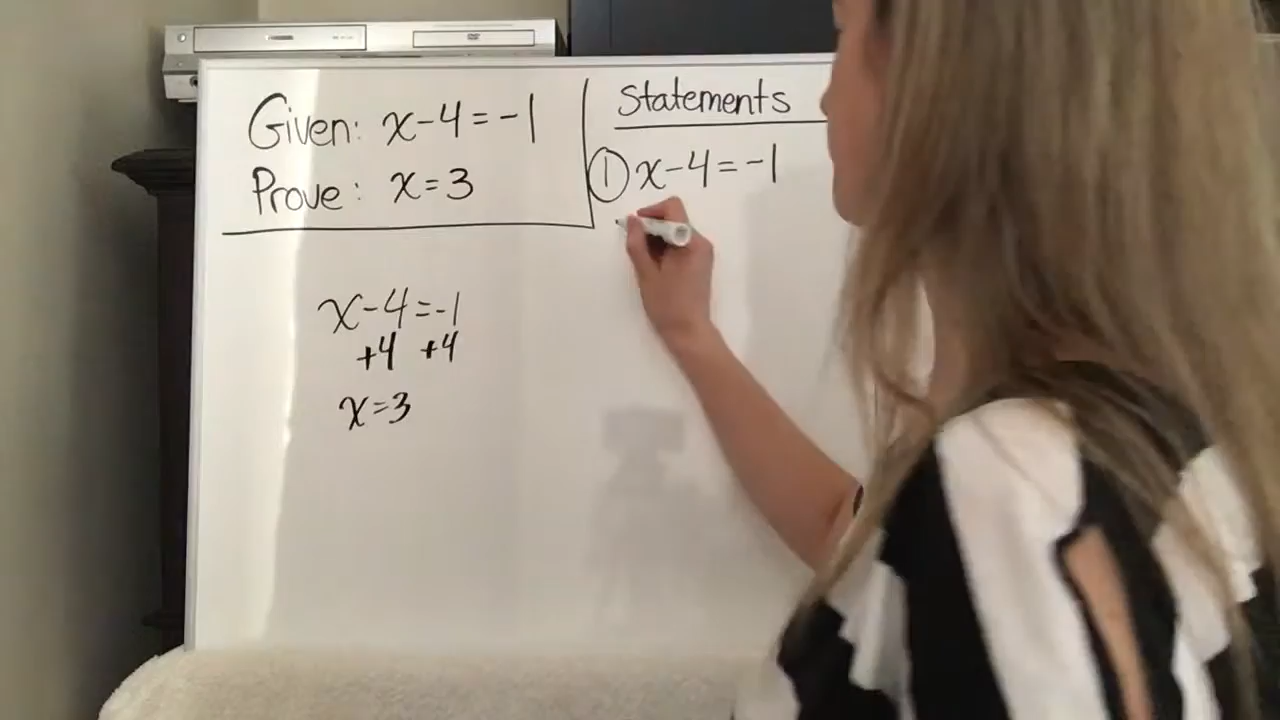 Given: x-4=-1
Prove: x=3
x-4=-1
+4 +4
x=3
Statements
① x-4=-1